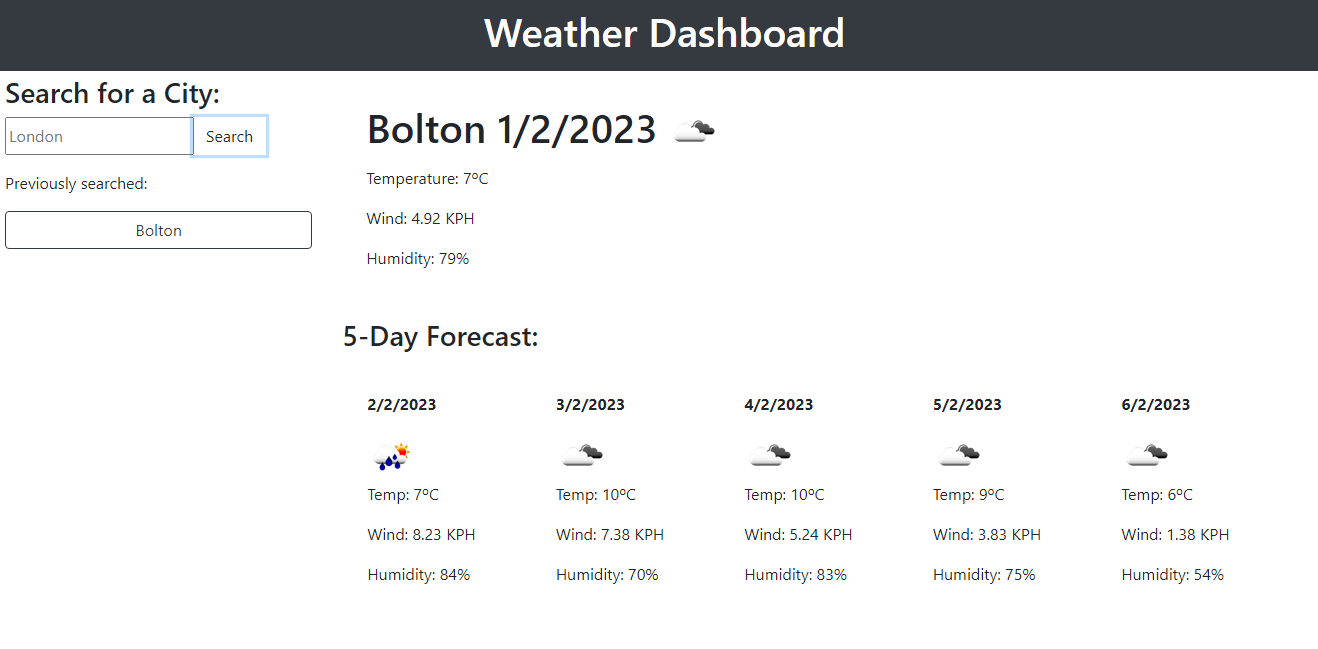 Weather Dashboard
Search for a City:
London
Search
Previously searched:
Bolton
Bolton 1/2/2023
Temperature: 7ºC
Wind: 4.92 KPH
Humidity: 79%
5-Day Forecast:
2/2/2023
Temp: 7ºC
Wind: 8.23 KPH
Humidity: 84%
3/2/2023
Temp: 10ºC
Wind: 7.38 KPH
Humidity: 70%
4/2/2023
Temp: 10ºC
Wind: 5.24 KPH
Humidity: 83%
5/2/2023
Temp: 9ºC
Wind: 3.83 KPH
Humidity: 75%
6/2/2023
Temp: 6ºC
Wind: 1.38 KPH
Humidity: 54%